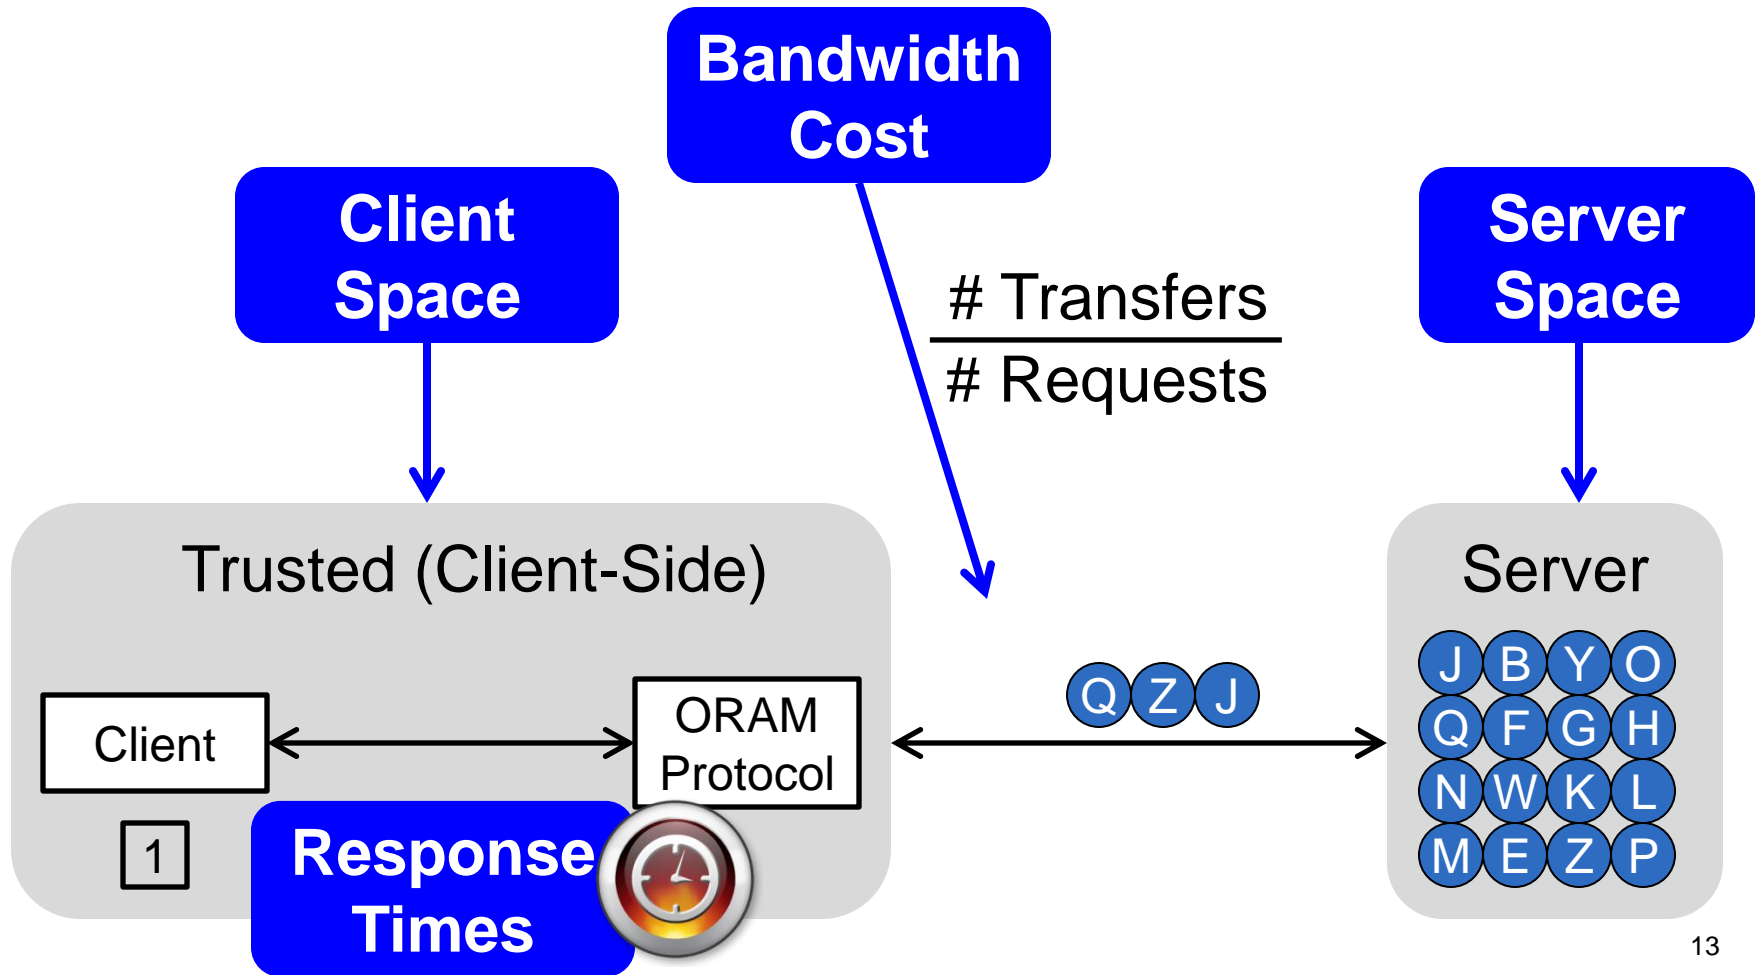 Bandwidth
Cost
Client
Space
Server
Space
# Transfers
# Requests
Trusted (Client-Side)
Server
Client
ORAM
Protocol
Q Z J
J B Y O
Q F G H
N W K L
M E Z P
1
Response
Times
13